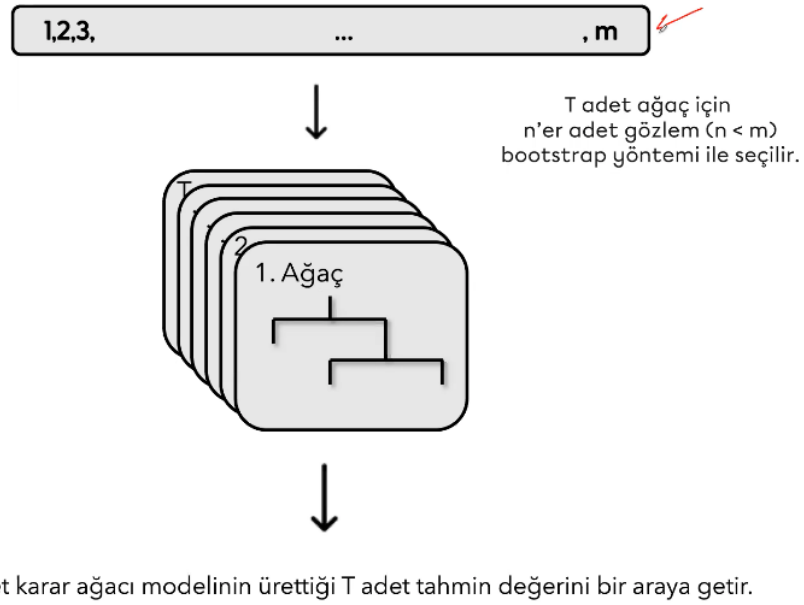 1,2,3, ... , m
T adet ağaç için
n'er adet gözlem (n < m)
bootstrap yöntemi ile seçilir.
T
2
1. Ağaç
karar ağacı modelinin ürettiği T adet tahmin değerini bir araya getir.